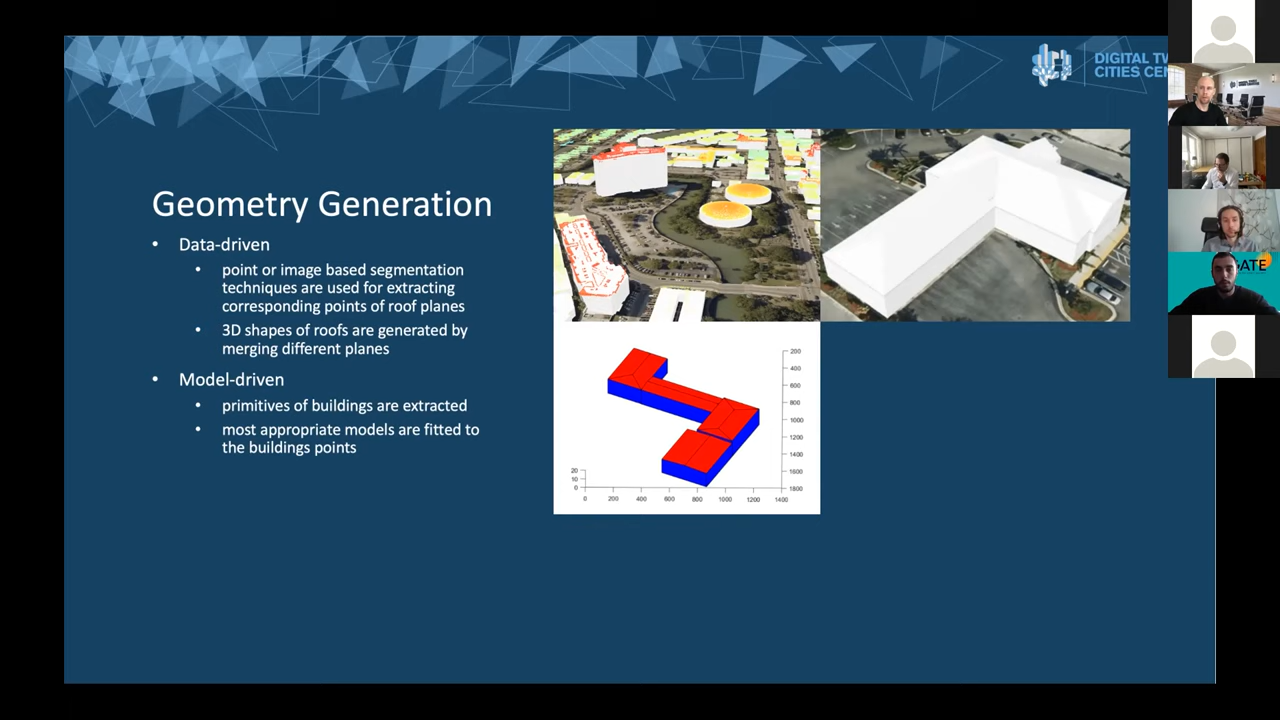 DIGITAL TW
CITIES CEN
Geometry Generation
• Data-driven
• point or image based segmentation
techniques are used for extracting
corresponding points of roof planes
• 3D shapes of roofs are generated by
merging different planes
• Model-driven
• primitives of buildings are extracted
• most appropriate models are fitted to
the buildings points
200
400
600
800
1000
1200
1400
1600
1800
20
10
0
0 200 400 600 800 1000 1200 1400
ATE